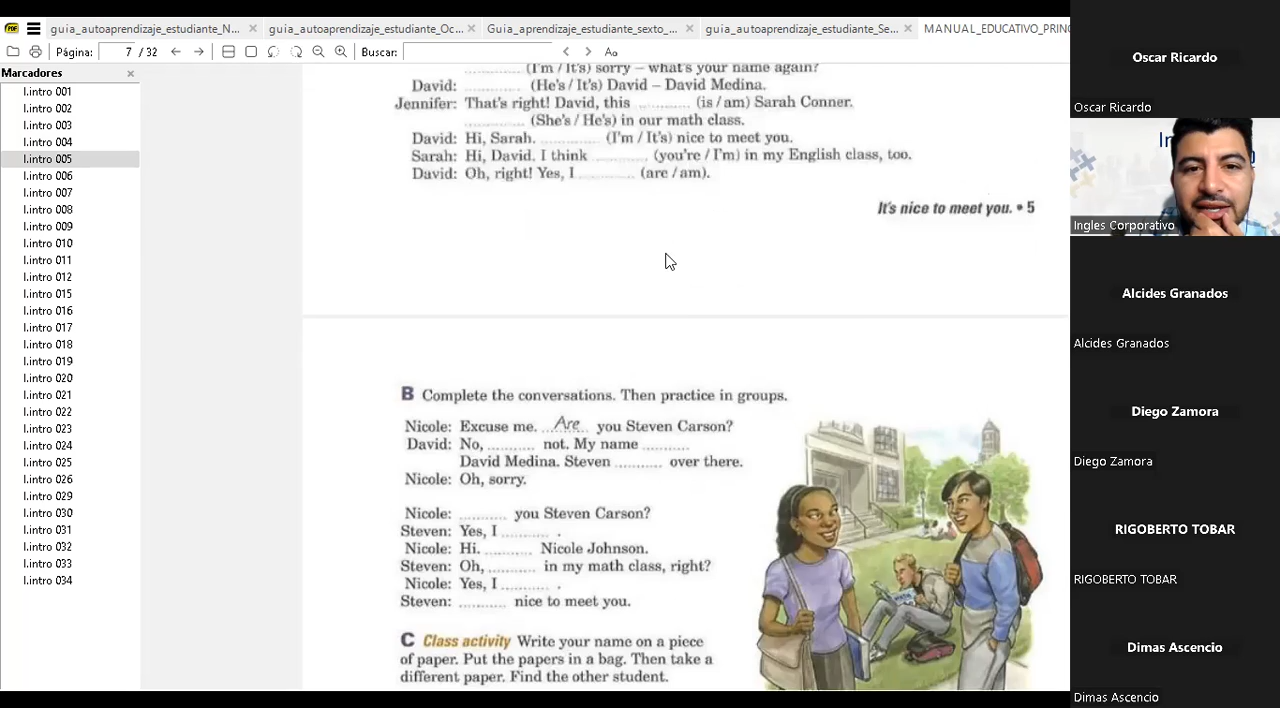 guia_autoaprendizaje_estudiante_N... guia_autoaprendizaje_estudiante_Oc... Guia_aprendizaje_estudiante_sexto_... guia_autoaprendizaje_estudiante_Se... MANUAL_EDUCATIVO_PRINC
Página: 7 / 32 Buscar:
Marcadores
I.intro 001
I.intro 002
I.intro 003
I.intro 004
I.intro 005
I.intro 006
I.intro 007
I.intro 008
I.intro 009
I.intro 010
I.intro 011
I.intro 012
I.intro 015
I.intro 016
I.intro 017
I.intro 018
I.intro 019
I.intro 020
I.intro 021
I.intro 022
I.intro 023
I.intro 024
I.intro 025
I.intro 026
I.intro 029
I.intro 030
I.intro 031
I.intro 032
I.intro 033
I.intro 034
(I'm / It's) sorry – what's your name again?
David: (He's / It's) David – David Medina.
Jennifer: That's right! David, this (is / am) Sarah Conner.
(She's / He's) in our math class.
David: Hi, Sarah. (I'm / It's) nice to meet you.
Sarah: Hi, David. I think (you're / I'm) in my English class, too.
David: Oh, right! Yes, I (are / am).
It's nice to meet you. • 5
B Complete the conversations. Then practice in groups.
Nicole: Excuse me. Are you Steven Carson?
David: No, not. My name
David Medina. Steven over there.
Nicole: Oh, sorry.
Nicole: you Steven Carson?
Steven: Yes, I .
Nicole: Hi. Nicole Johnson.
Steven: Oh, in my math class, right?
Nicole: Yes, I .
Steven: nice to meet you.
C Class activity Write your name on a piece
of paper. Put the papers in a bag. Then take a
different paper. Find the other student.
Oscar Ricardo
Oscar Ricardo
Ingles Corporativo
Alcides Granados
Alcides Granados
Diego Zamora
Diego Zamora
RIGOBERTO TOBAR
RIGOBERTO TOBAR
Dimas Ascencio
Dimas Ascencio